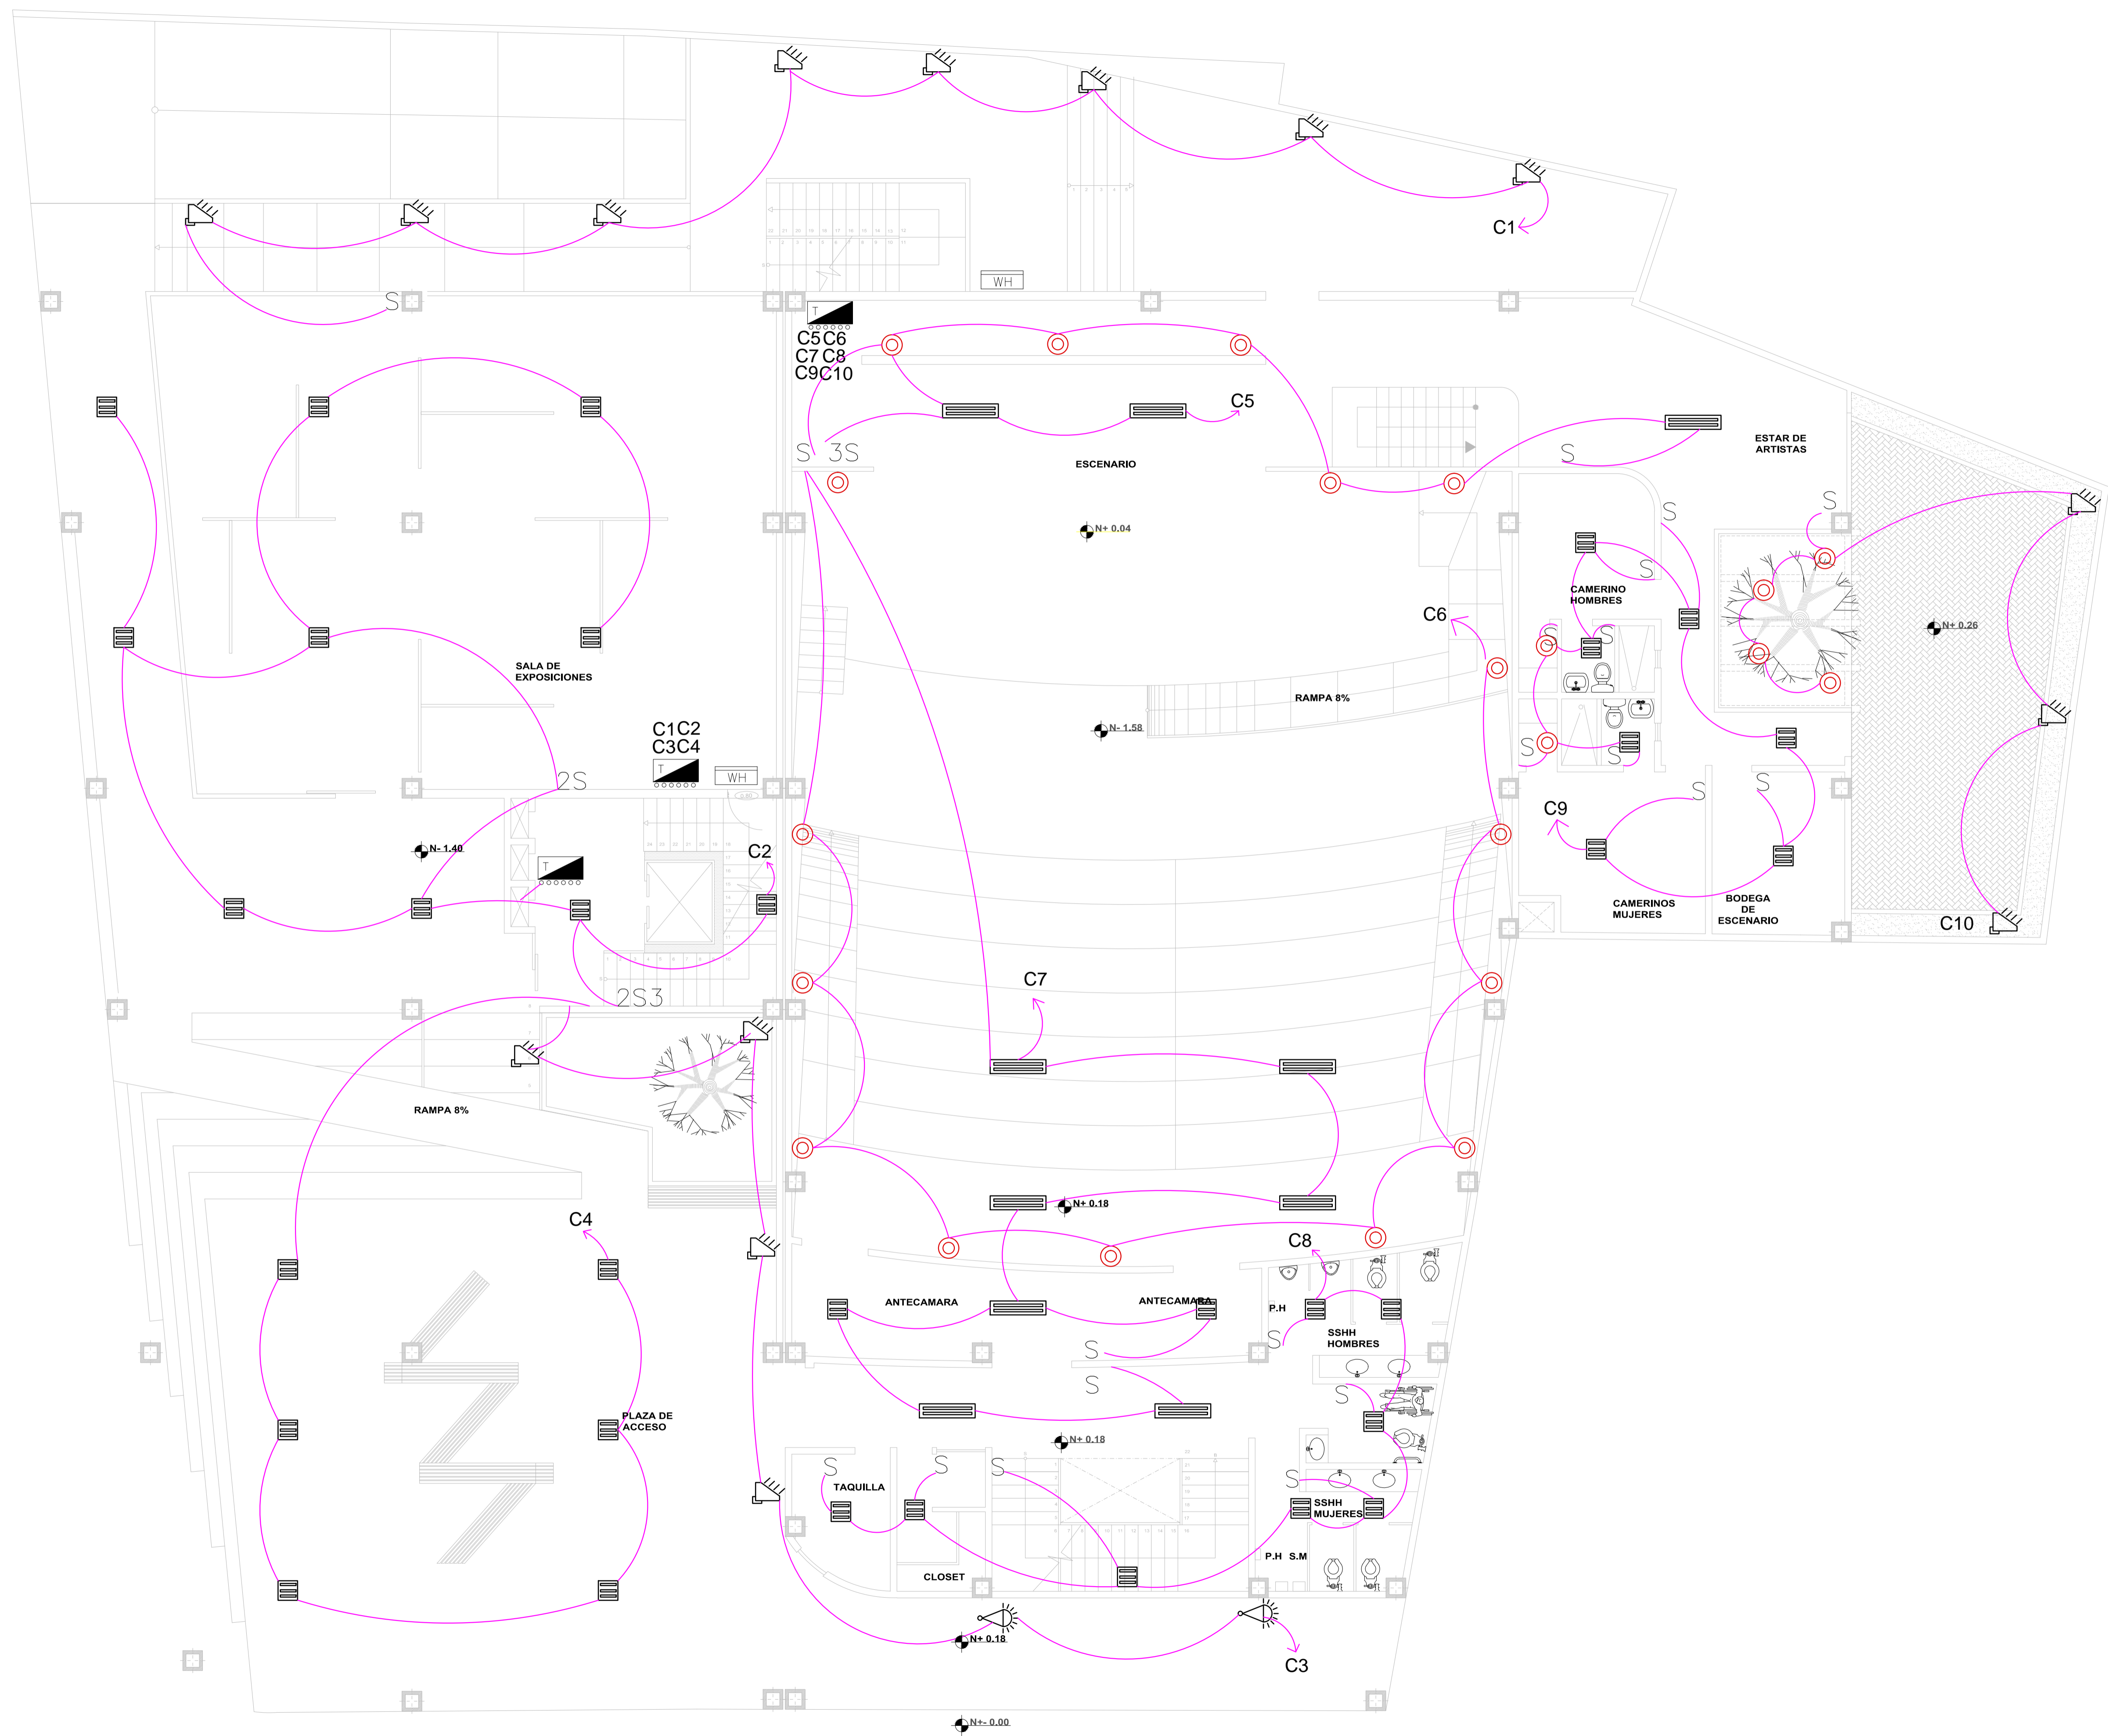 C1
WH
S
T
C5 C6
C7 C8
C9 C10
C5
S 3S
S
ESTAR DE
ARTISTAS
ESCENARIO
S
S
N+ 0.04
S
CAMERINO
HOMBRES
C6
N+ 0.26
S
S
SALA DE
EXPOSICIONES
RAMPA 8%
C1 C2
C3 C4
N- 1.58
T
WH
0.80
S
S
2S
S
S
C9
N- 1.40
C2
T
CAMERINOS
MUJERES
BODEGA
DE
ESCENARIO
C10
C7
2S3
RAMPA 8%
N+ 0.18
C4
C8
ANTECAMARA
ANTECAMARA
P.H
S
SSHH
HOMBRES
S
S
S
PLAZA DE
ACCESO
N+ 0.18
S
S
S
S
TAQUILLA
SSHH
MUJERES
P.H S.M
CLOSET
N+ 0.18
C3
N+- 0.00